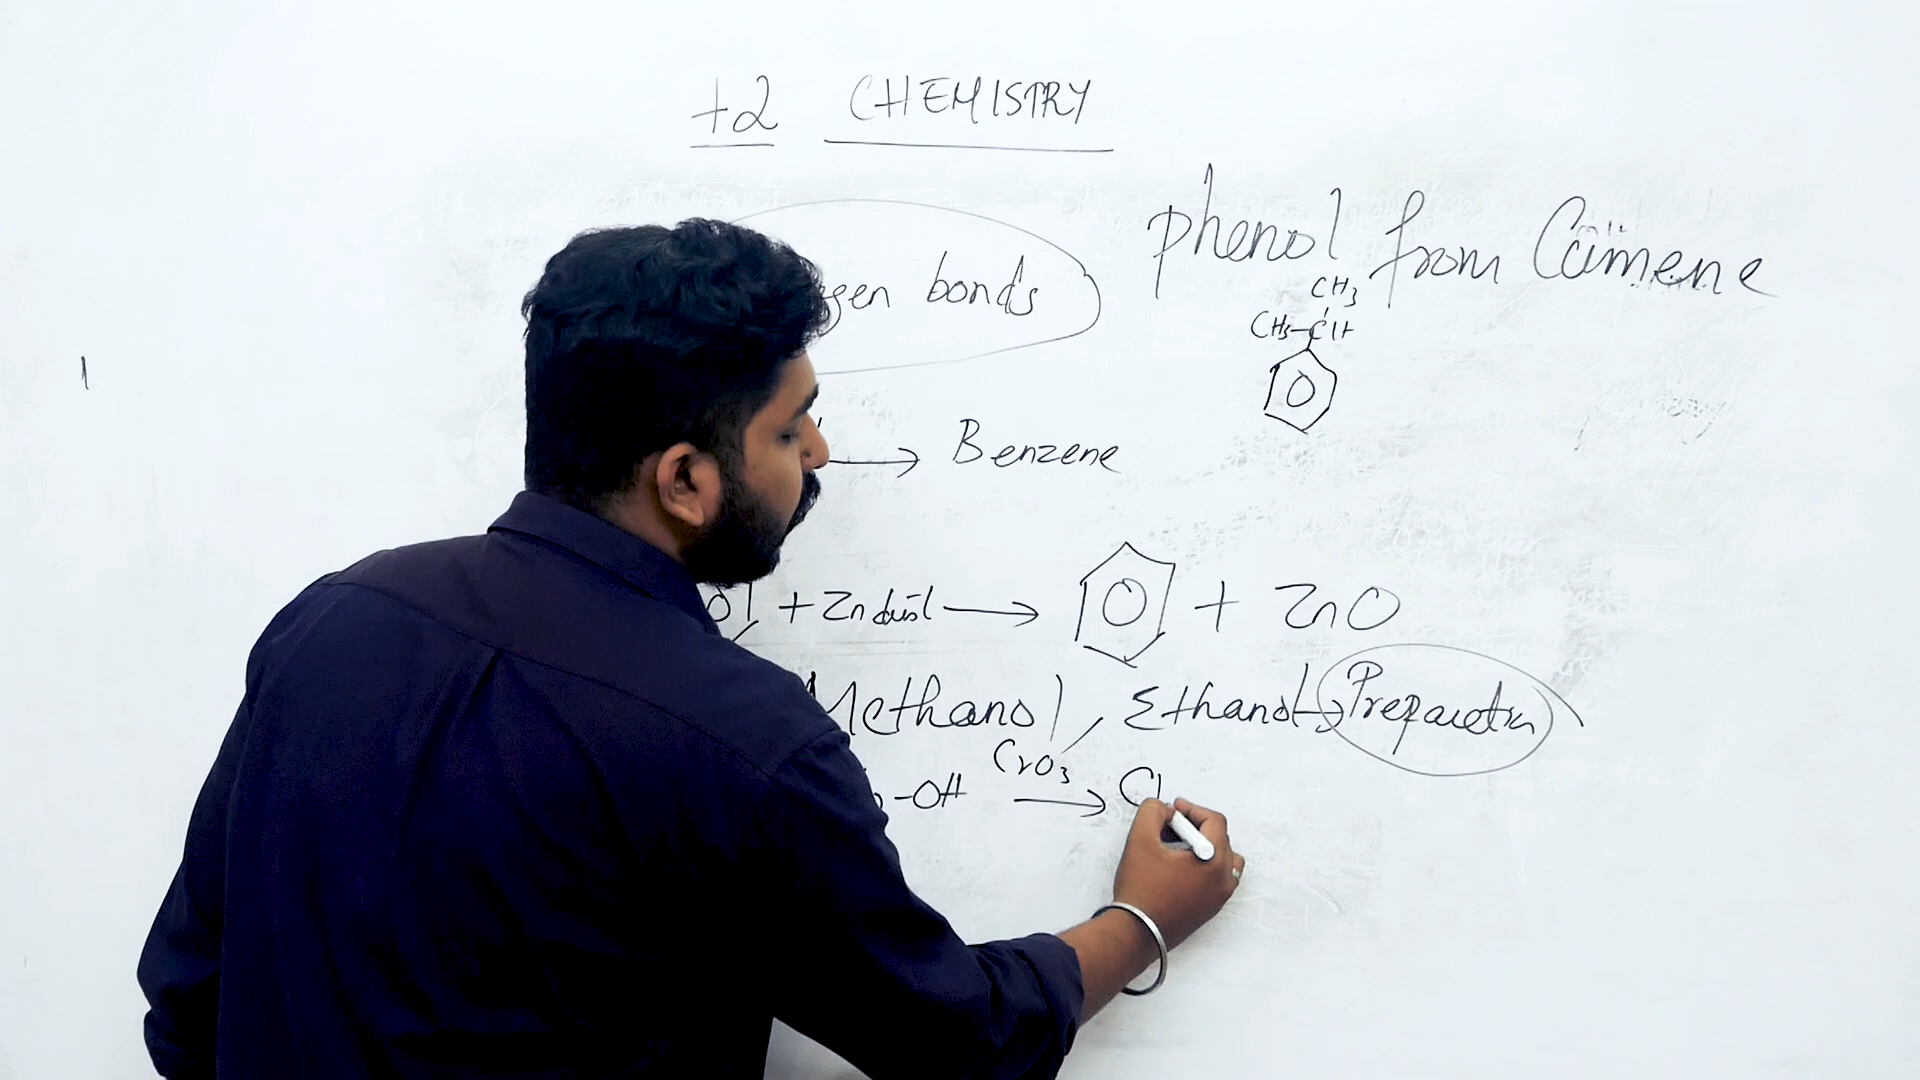 +2 CHEMISTRY
phenol from Cumene
gen bonds
CH3
CH3-CH
→ Benzene
ol + Zn dust → + ZnO
Methanol, Ethanol → Preparation
CrO3
-OH → C